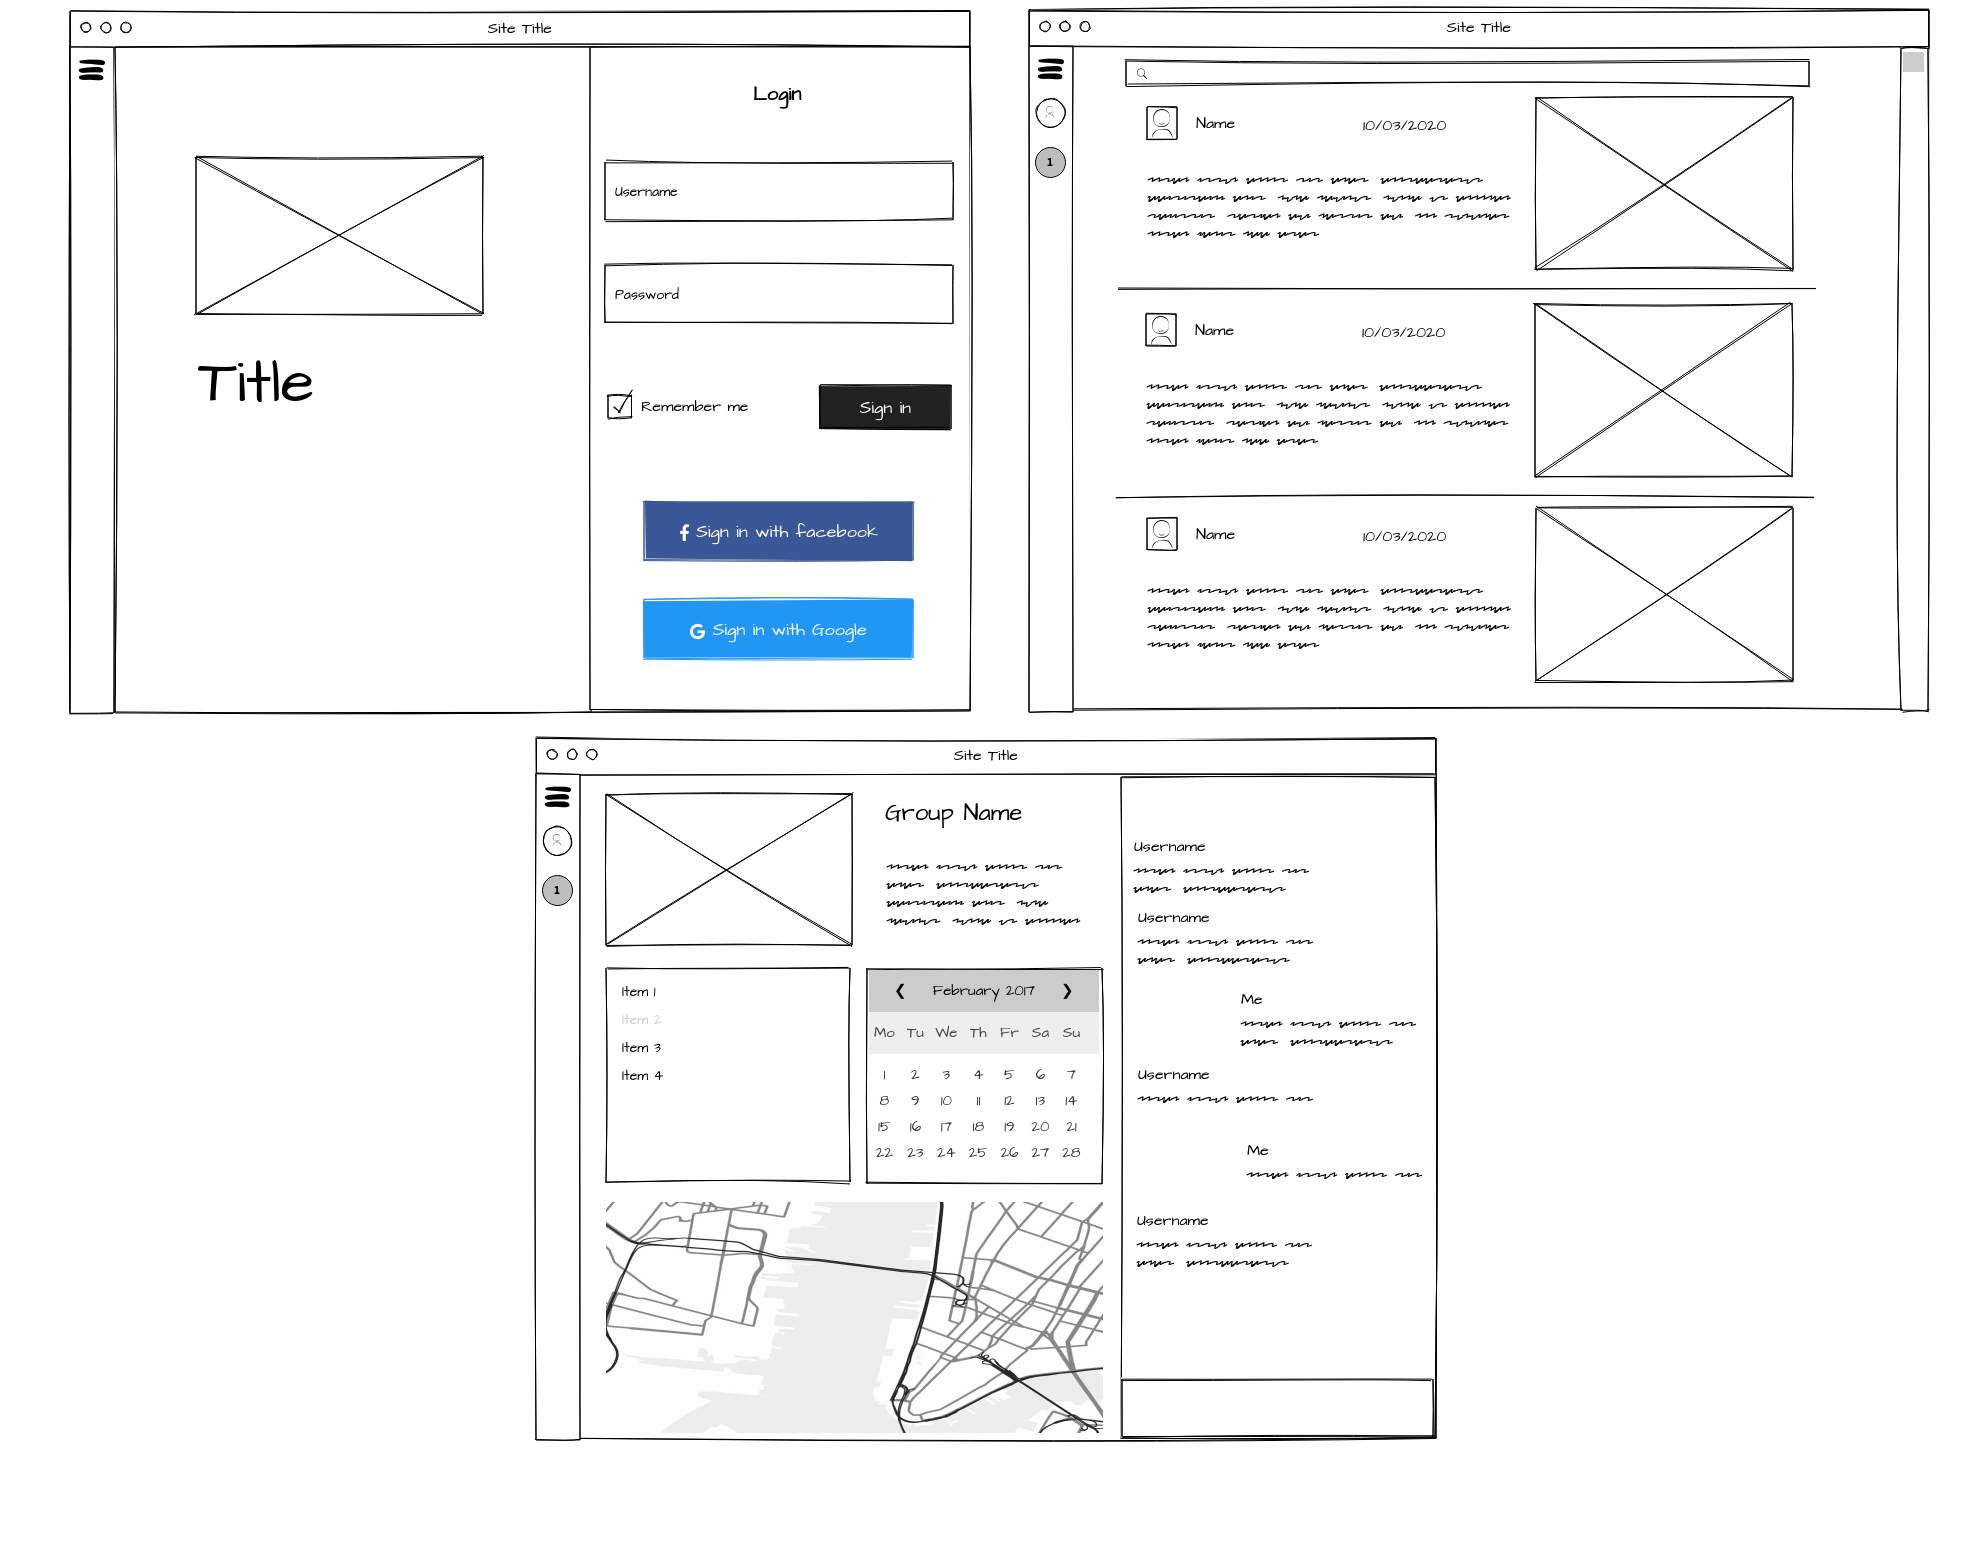 Site Title
Login
Username
Password
Title
Remember me
Sign in
Sign in with facebook
G Sign in with Google
Site Title
1
Name 10/03/2020
Name 10/03/2020
Name 10/03/2020
Site Title
1
Group Name
Item 1
Item 2
Item 3
Item 4
❮ February 2017 ❯
Mo Tu We Th Fr Sa Su
1 2 3 4 5 6 7
8 9 10 11 12 13 14
15 16 17 18 19 20 21
22 23 24 25 26 27 28
Username
Username
Me
Username
Me
Username